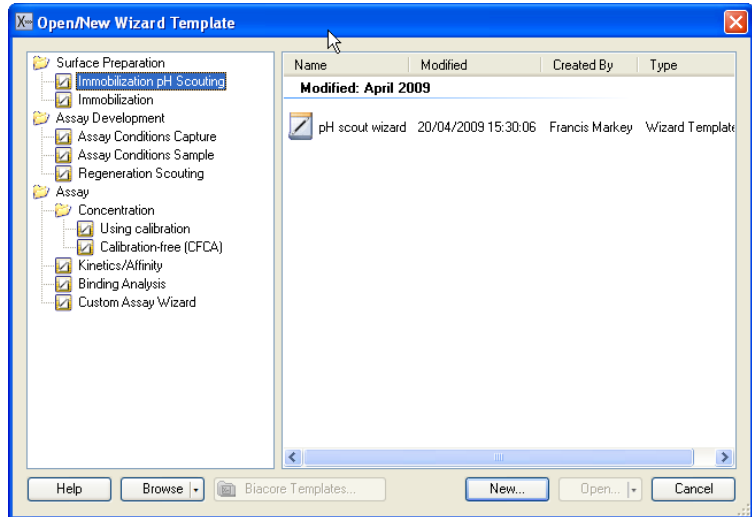 Open/New Wizard Template
Surface Preparation
Immobilization pH Scouting
Immobilization
Assay Development
Assay Conditions Capture
Assay Conditions Sample
Regeneration Scouting
Assay
Concentration
Using calibration
Calibration-free (CFCA)
Kinetics/Affinity
Binding Analysis
Custom Assay Wizard
Name Modified Created By Type
Modified: April 2009
pH scout wizard 20/04/2009 15:30:06 Francis Markey Wizard Template
Help Browse Biacore Templates... New... Open... Cancel